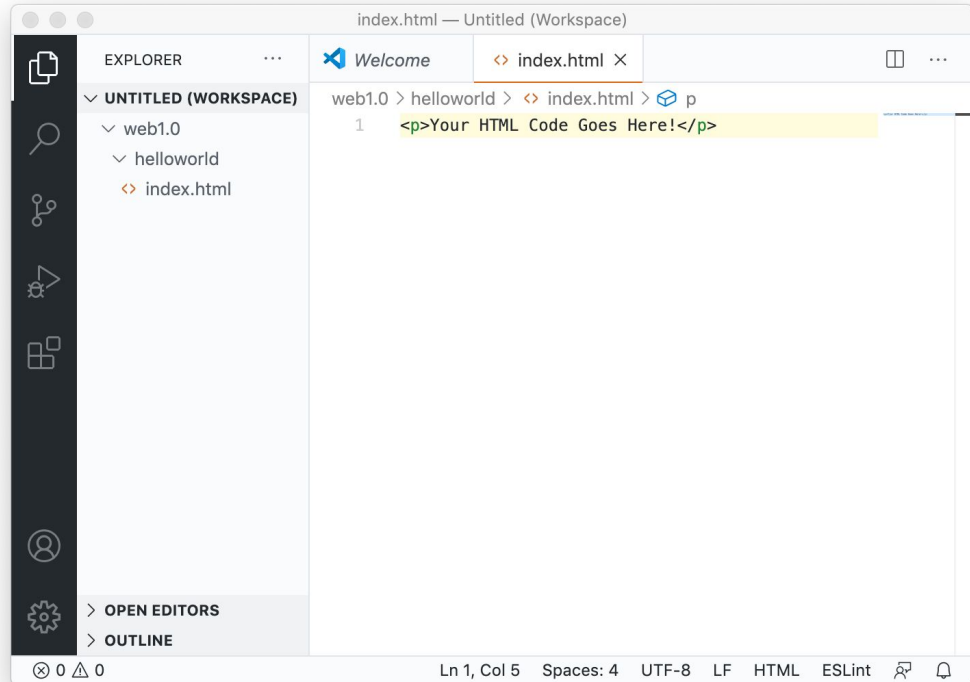 index.html — Untitled (Workspace)
EXPLORER ...
UNTITLED (WORKSPACE)
web1.0
helloworld
index.html
OPEN EDITORS
OUTLINE
Welcome
index.html
web1.0 > helloworld > index.html > p
1 <p>Your HTML Code Goes Here!</p>
0 0 Ln 1, Col 5 Spaces: 4 UTF-8 LF HTML ESLint